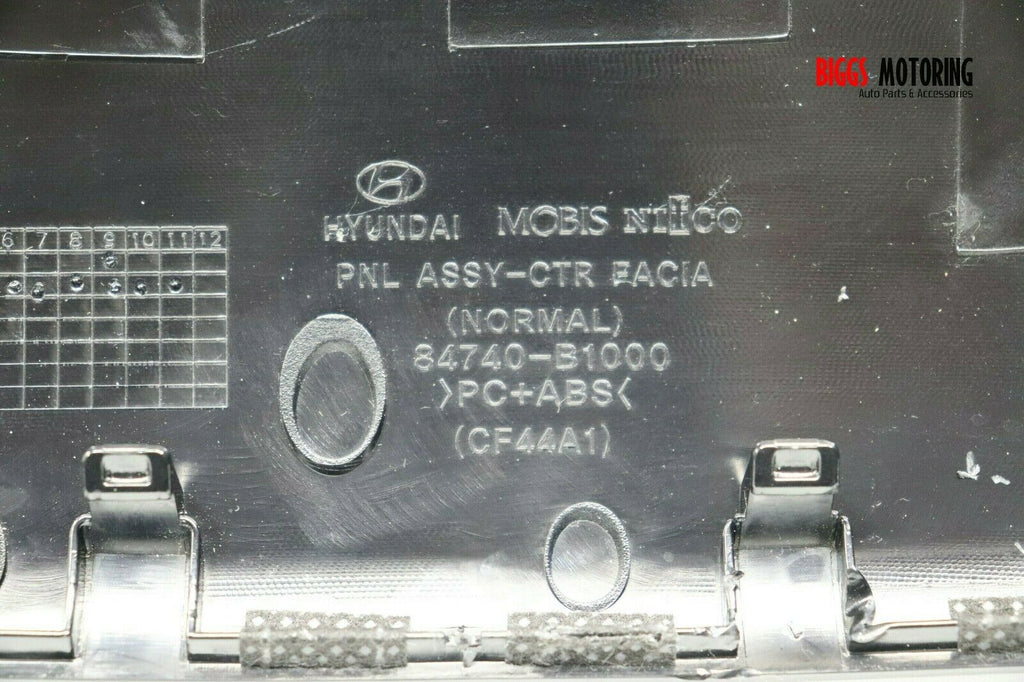 BIGGS MOTORING
Auto Parts & Accessories
HYUNDAI MOBIS NIFCO
PNL ASSY-CTR FACIA
(NORMAL)
84740-B1000
>PC+ABS<
(CF44A1)
6 7 8 9 10 11 12